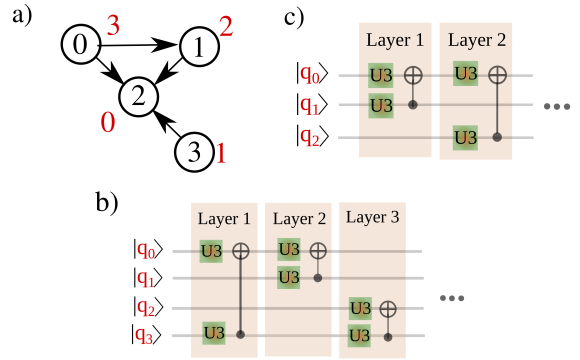 a)
3
2
0
1
2
0
3
1
b)
Layer 1
Layer 2
Layer 3
|q₀⟩
U3
U3
|q₁⟩
U3
|q₂⟩
U3
|q₃⟩
U3
U3
...
c)
Layer 1
Layer 2
|q₀⟩
U3
U3
|q₁⟩
U3
|q₂⟩
U3
...